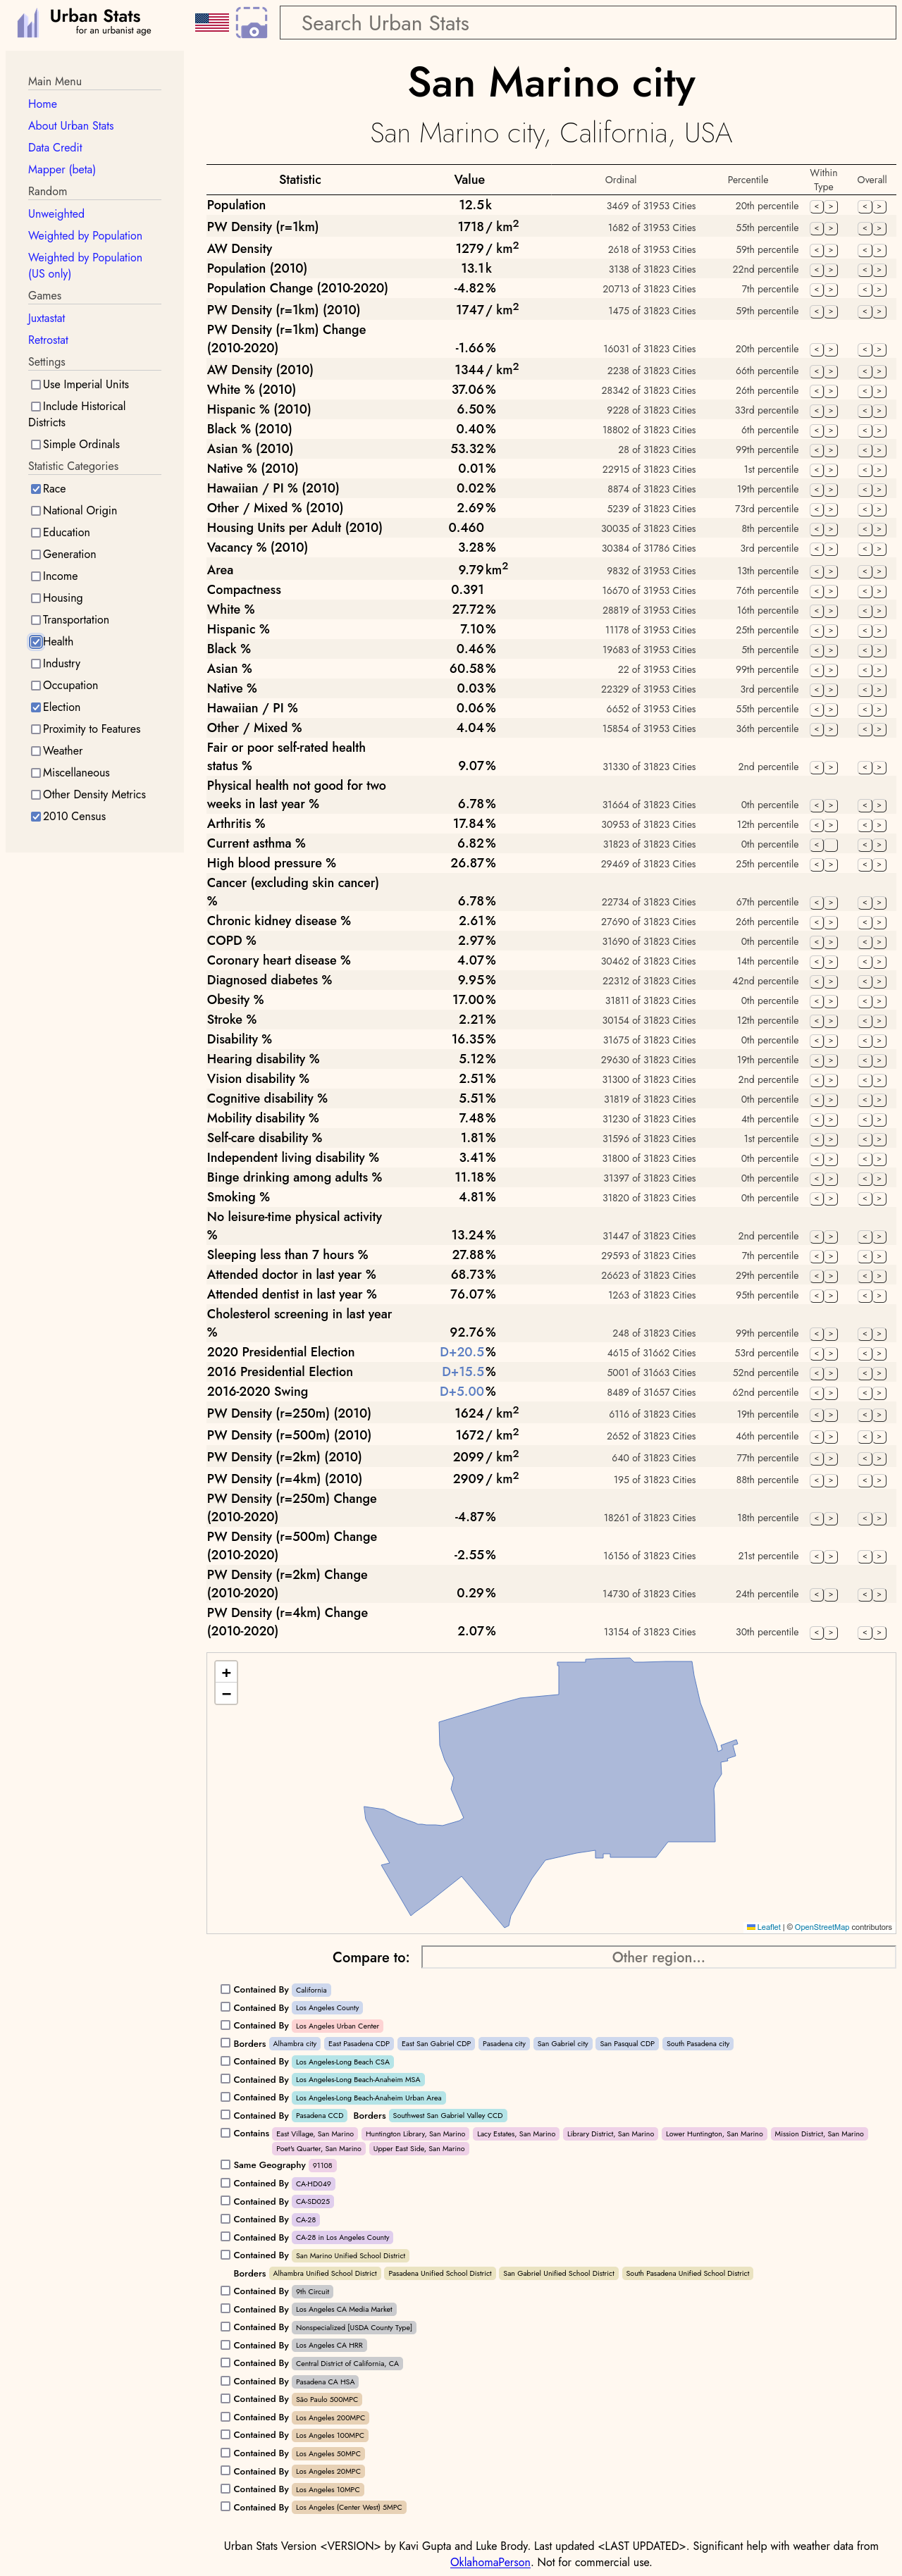 Urban Stats
for an urbanist age
Search Urban Stats
Main Menu
Home
About Urban Stats
Data Credit
Mapper (beta)
Random
Unweighted
Weighted by Population
Weighted by Population
(US only)
Games
Juxtastat
Retrostat
Settings
Use Imperial Units
Include Historical
Districts
Simple Ordinals
Statistic Categories
Race
National Origin
Education
Generation
Income
Housing
Transportation
Health
Industry
Occupation
Election
Proximity to Features
Weather
Miscellaneous
Other Density Metrics
2010 Census
San Marino city
San Marino city, California, USA
Statistic Value Ordinal Percentile Within Type Overall
Population 12.5k 3469 of 31953 Cities 20th percentile < > < >
PW Density (r=1km) 1718 / km² 1682 of 31953 Cities 55th percentile < > < >
AW Density 1279 / km² 2618 of 31953 Cities 59th percentile < > < >
Population (2010) 13.1k 3138 of 31823 Cities 22nd percentile < > < >
Population Change (2010-2020) -4.82% 20713 of 31823 Cities 7th percentile < > < >
PW Density (r=1km) (2010) 1747 / km² 1475 of 31823 Cities 59th percentile < > < >
PW Density (r=1km) Change
(2010-2020) -1.66% 16031 of 31823 Cities 20th percentile < > < >
AW Density (2010) 1344 / km² 2238 of 31823 Cities 66th percentile < > < >
White % (2010) 37.06% 28342 of 31823 Cities 26th percentile < > < >
Hispanic % (2010) 6.50% 9228 of 31823 Cities 33rd percentile < > < >
Black % (2010) 0.40% 18802 of 31823 Cities 6th percentile < > < >
Asian % (2010) 53.32% 28 of 31823 Cities 99th percentile < > < >
Native % (2010) 0.01% 22915 of 31823 Cities 1st percentile < > < >
Hawaiian / PI % (2010) 0.02% 8874 of 31823 Cities 19th percentile < > < >
Other / Mixed % (2010) 2.69% 5239 of 31823 Cities 73rd percentile < > < >
Housing Units per Adult (2010) 0.460 30035 of 31823 Cities 8th percentile < > < >
Vacancy % (2010) 3.28% 30384 of 31786 Cities 3rd percentile < > < >
Area 9.79 km² 9832 of 31953 Cities 13th percentile < > < >
Compactness 0.391 16670 of 31953 Cities 76th percentile < > < >
White % 27.72% 28819 of 31953 Cities 16th percentile < > < >
Hispanic % 7.10% 11178 of 31953 Cities 25th percentile < > < >
Black % 0.46% 19683 of 31953 Cities 5th percentile < > < >
Asian % 60.58% 22 of 31953 Cities 99th percentile < > < >
Native % 0.03% 22329 of 31953 Cities 3rd percentile < > < >
Hawaiian / PI % 0.06% 6652 of 31953 Cities 55th percentile < > < >
Other / Mixed % 4.04% 15854 of 31953 Cities 36th percentile < > < >
Fair or poor self-rated health
status % 9.07% 31330 of 31823 Cities 2nd percentile < > < >
Physical health not good for two
weeks in last year % 6.78% 31664 of 31823 Cities 0th percentile < > < >
Arthritis % 17.84% 30953 of 31823 Cities 12th percentile < > < >
Current asthma % 6.82% 31823 of 31823 Cities 0th percentile < < >
High blood pressure % 26.87% 29469 of 31823 Cities 25th percentile < > < >
Cancer (excluding skin cancer)
% 6.78% 22734 of 31823 Cities 67th percentile < > < >
Chronic kidney disease % 2.61% 27690 of 31823 Cities 26th percentile < > < >
COPD % 2.97% 31690 of 31823 Cities 0th percentile < > < >
Coronary heart disease % 4.07% 30462 of 31823 Cities 14th percentile < > < >
Diagnosed diabetes % 9.95% 22312 of 31823 Cities 42nd percentile < > < >
Obesity % 17.00% 31811 of 31823 Cities 0th percentile < > < >
Stroke % 2.21% 30154 of 31823 Cities 12th percentile < > < >
Disability % 16.35% 31675 of 31823 Cities 0th percentile < > < >
Hearing disability % 5.12% 29630 of 31823 Cities 19th percentile < > < >
Vision disability % 2.51% 31300 of 31823 Cities 2nd percentile < > < >
Cognitive disability % 5.51% 31819 of 31823 Cities 0th percentile < > < >
Mobility disability % 7.48% 31230 of 31823 Cities 4th percentile < > < >
Self-care disability % 1.81% 31596 of 31823 Cities 1st percentile < > < >
Independent living disability % 3.41% 31800 of 31823 Cities 0th percentile < > < >
Binge drinking among adults % 11.18% 31397 of 31823 Cities 0th percentile < > < >
Smoking % 4.81% 31820 of 31823 Cities 0th percentile < > < >
No leisure-time physical activity
% 13.24% 31447 of 31823 Cities 2nd percentile < > < >
Sleeping less than 7 hours % 27.88% 29593 of 31823 Cities 7th percentile < > < >
Attended doctor in last year % 68.73% 26623 of 31823 Cities 29th percentile < > < >
Attended dentist in last year % 76.07% 1263 of 31823 Cities 95th percentile < > < >
Cholesterol screening in last year
% 92.76% 248 of 31823 Cities 99th percentile < > < >
2020 Presidential Election D+20.5% 4615 of 31662 Cities 53rd percentile < > < >
2016 Presidential Election D+15.5% 5001 of 31663 Cities 52nd percentile < > < >
2016-2020 Swing D+5.00% 8489 of 31657 Cities 62nd percentile < > < >
PW Density (r=250m) (2010) 1624 / km² 6116 of 31823 Cities 19th percentile < > < >
PW Density (r=500m) (2010) 1672 / km² 2652 of 31823 Cities 46th percentile < > < >
PW Density (r=2km) (2010) 2099 / km² 640 of 31823 Cities 77th percentile < > < >
PW Density (r=4km) (2010) 2909 / km² 195 of 31823 Cities 88th percentile < > < >
PW Density (r=250m) Change
(2010-2020) -4.87% 18261 of 31823 Cities 18th percentile < > < >
PW Density (r=500m) Change
(2010-2020) -2.55% 16156 of 31823 Cities 21st percentile < > < >
PW Density (r=2km) Change
(2010-2020) 0.29% 14730 of 31823 Cities 24th percentile < > < >
PW Density (r=4km) Change
(2010-2020) 2.07% 13154 of 31823 Cities 30th percentile < > < >
+
−
Leaflet | © OpenStreetMap contributors
Compare to: Other region...
Contained By California
Contained By Los Angeles County
Contained By Los Angeles Urban Center
Borders Alhambra city East Pasadena CDP East San Gabriel CDP Pasadena city San Gabriel city San Pasqual CDP South Pasadena city
Contained By Los Angeles-Long Beach CSA
Contained By Los Angeles-Long Beach-Anaheim MSA
Contained By Los Angeles-Long Beach-Anaheim Urban Area
Contained By Pasadena CCD Borders Southwest San Gabriel Valley CCD
Contains East Village, San Marino Huntington Library, San Marino Lacy Estates, San Marino Library District, San Marino Lower Huntington, San Marino Mission District, San Marino
Poet's Quarter, San Marino Upper East Side, San Marino
Same Geography 91108
Contained By CA-HD049
Contained By CA-SD025
Contained By CA-28
Contained By CA-28 in Los Angeles County
Contained By San Marino Unified School District
Borders Alhambra Unified School District Pasadena Unified School District San Gabriel Unified School District South Pasadena Unified School District
Contained By 9th Circuit
Contained By Los Angeles CA Media Market
Contained By Nonspecialized [USDA County Type]
Contained By Los Angeles CA HRR
Contained By Central District of California, CA
Contained By Pasadena CA HSA
Contained By São Paulo 500MPC
Contained By Los Angeles 200MPC
Contained By Los Angeles 100MPC
Contained By Los Angeles 50MPC
Contained By Los Angeles 20MPC
Contained By Los Angeles 10MPC
Contained By Los Angeles (Center West) 5MPC
Urban Stats Version <VERSION> by Kavi Gupta and Luke Brody. Last updated <LAST UPDATED>. Significant help with weather data from
OklahomaPerson. Not for commercial use.